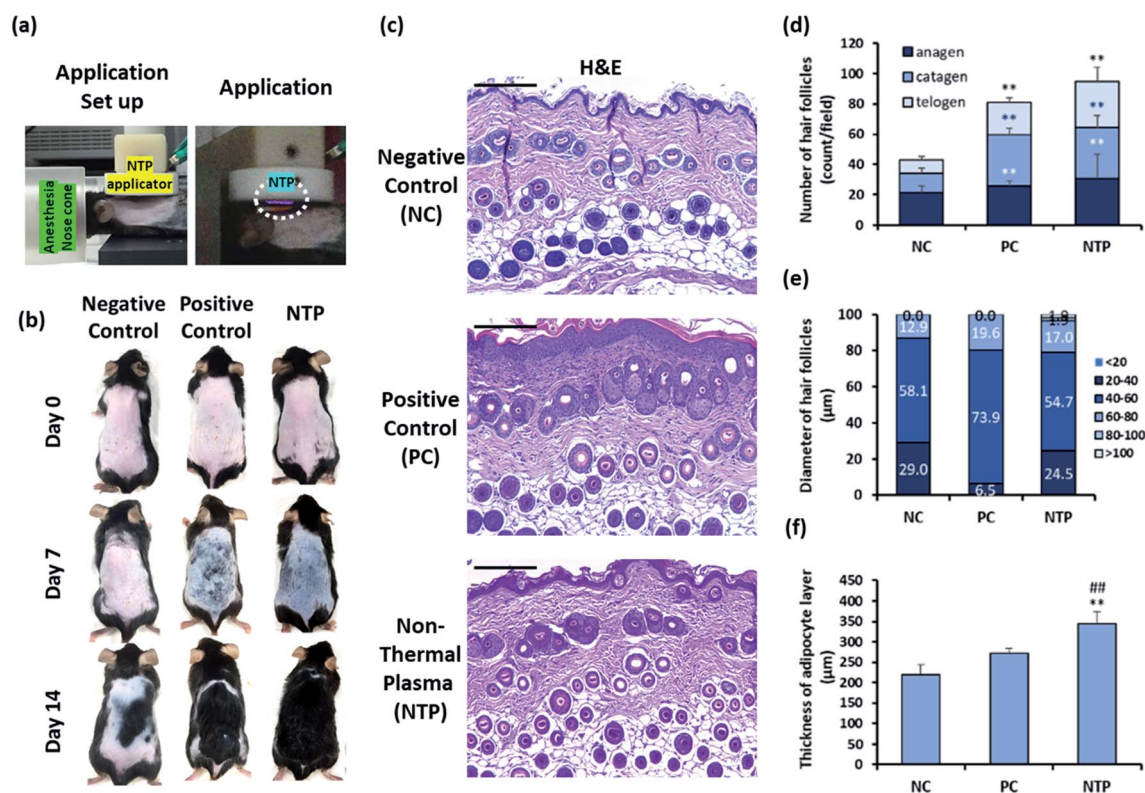 (a)
Application
Set up
Application
NTP
applicator
Anesthesia
Nose cone
NTP
(b)
Negative
Control
Positive
Control
NTP
Day 0
Day 7
Day 14
(c)
H&E
Negative
Control
(NC)
Positive
Control
(PC)
Non-
Thermal
Plasma
(NTP)
(d)
Number of hair follicles
(count/field)
120
100
80
60
40
20
0
anagen
catagen
telogen
**
**
**
**
**
**
NC
PC
NTP
(e)
Diameter of hair follicles
(μm)
100
80
60
40
20
0
0.0
12.9
58.1
29.0
0.0
19.6
73.9
6.5
1.9
17.0
54.7
24.5
<20
20-40
40-60
60-80
80-100
>100
NC
PC
NTP
(f)
Thickness of adipocyte layer
(μm)
450
400
350
300
250
200
150
100
50
0
##
**
NC
PC
NTP